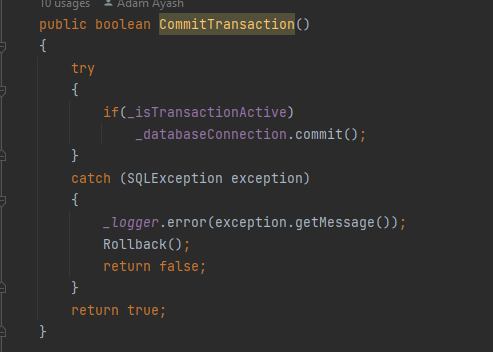 10 usages Adam Ayash
public boolean CommitTransaction()
{
    try
    {
        if(_isTransactionActive)
            _databaseConnection.commit();
    }
    catch (SQLException exception)
    {
        _logger.error(exception.getMessage());
        Rollback();
        return false;
    }
    return true;
}